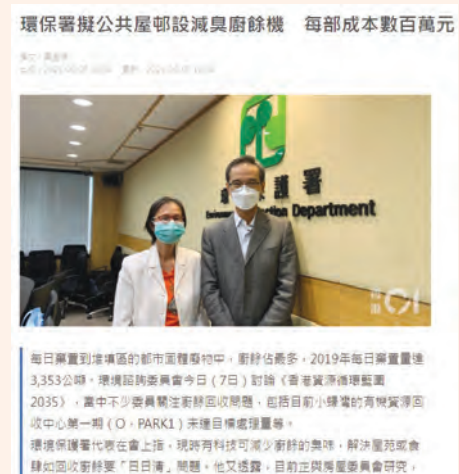 環保署擬公共屋邨設減臭廚餘機　每部成本數百萬元
環境保護署
Environmental Protection Department
香港01
每日棄置到堆填區的都市固體廢物中，廚餘佔最多，2019年每日棄置量達
3,353公噸。環境諮詢委員會今日（7日）討論《香港資源循環藍圖
2035》，當中不少委員關注廚餘回收問題，包括目前小蠔灣的有機資源回
收中心第一期（O．PARK1）未達目標處理量等。
環境保護署代表在會上指，現時有科技可減少廚餘的臭味，解決屋苑或食
肆如回收廚餘要「日日清」問題。他又透露，目前正與房屋委員會研究，